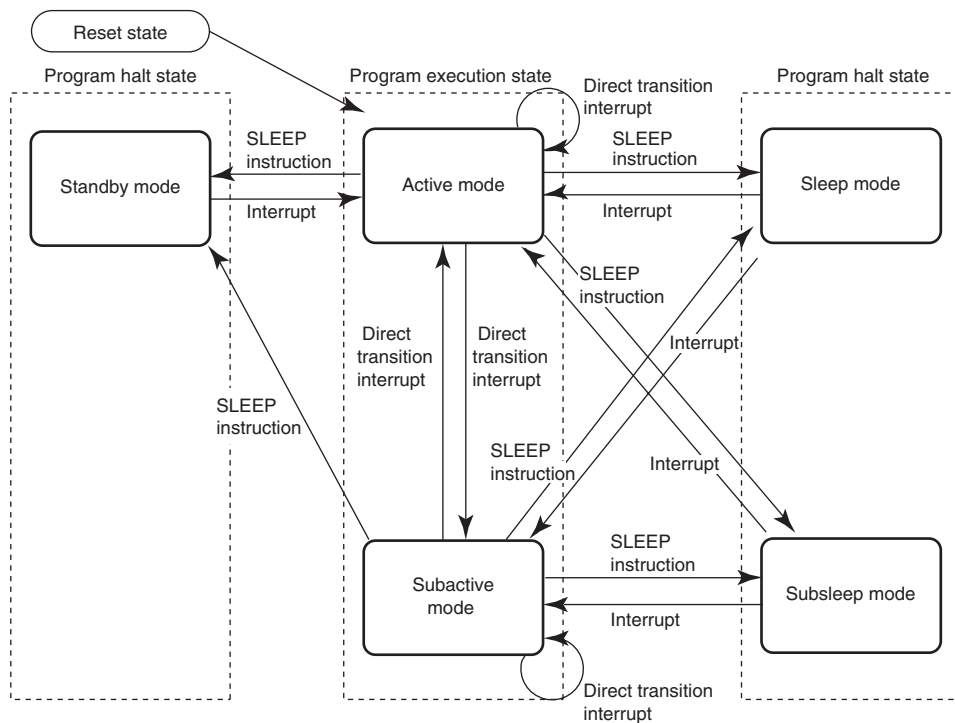 Reset state
Program halt state
Program execution state
Program halt state
Direct transition
interrupt
SLEEP
instruction
SLEEP
instruction
Standby mode
Active mode
Sleep mode
Interrupt
Interrupt
SLEEP
instruction
Direct
transition
interrupt
Direct
transition
interrupt
Interrupt
SLEEP
instruction
SLEEP
instruction
Interrupt
SLEEP
instruction
Subactive
mode
Subsleep mode
Interrupt
Direct transition
interrupt